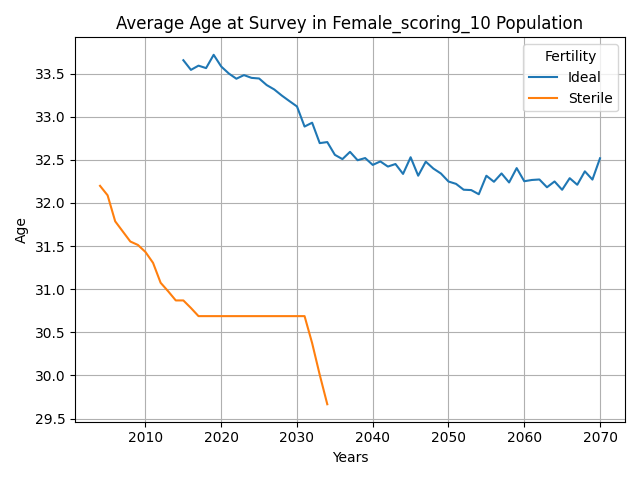 Average Age at Survey in Female_scoring_10 Population
Fertility
Ideal
Sterile
33.5
33.0
32.5
32.0
31.5
31.0
30.5
30.0
29.5
Age
2010 2020 2030 2040 2050 2060 2070
Years